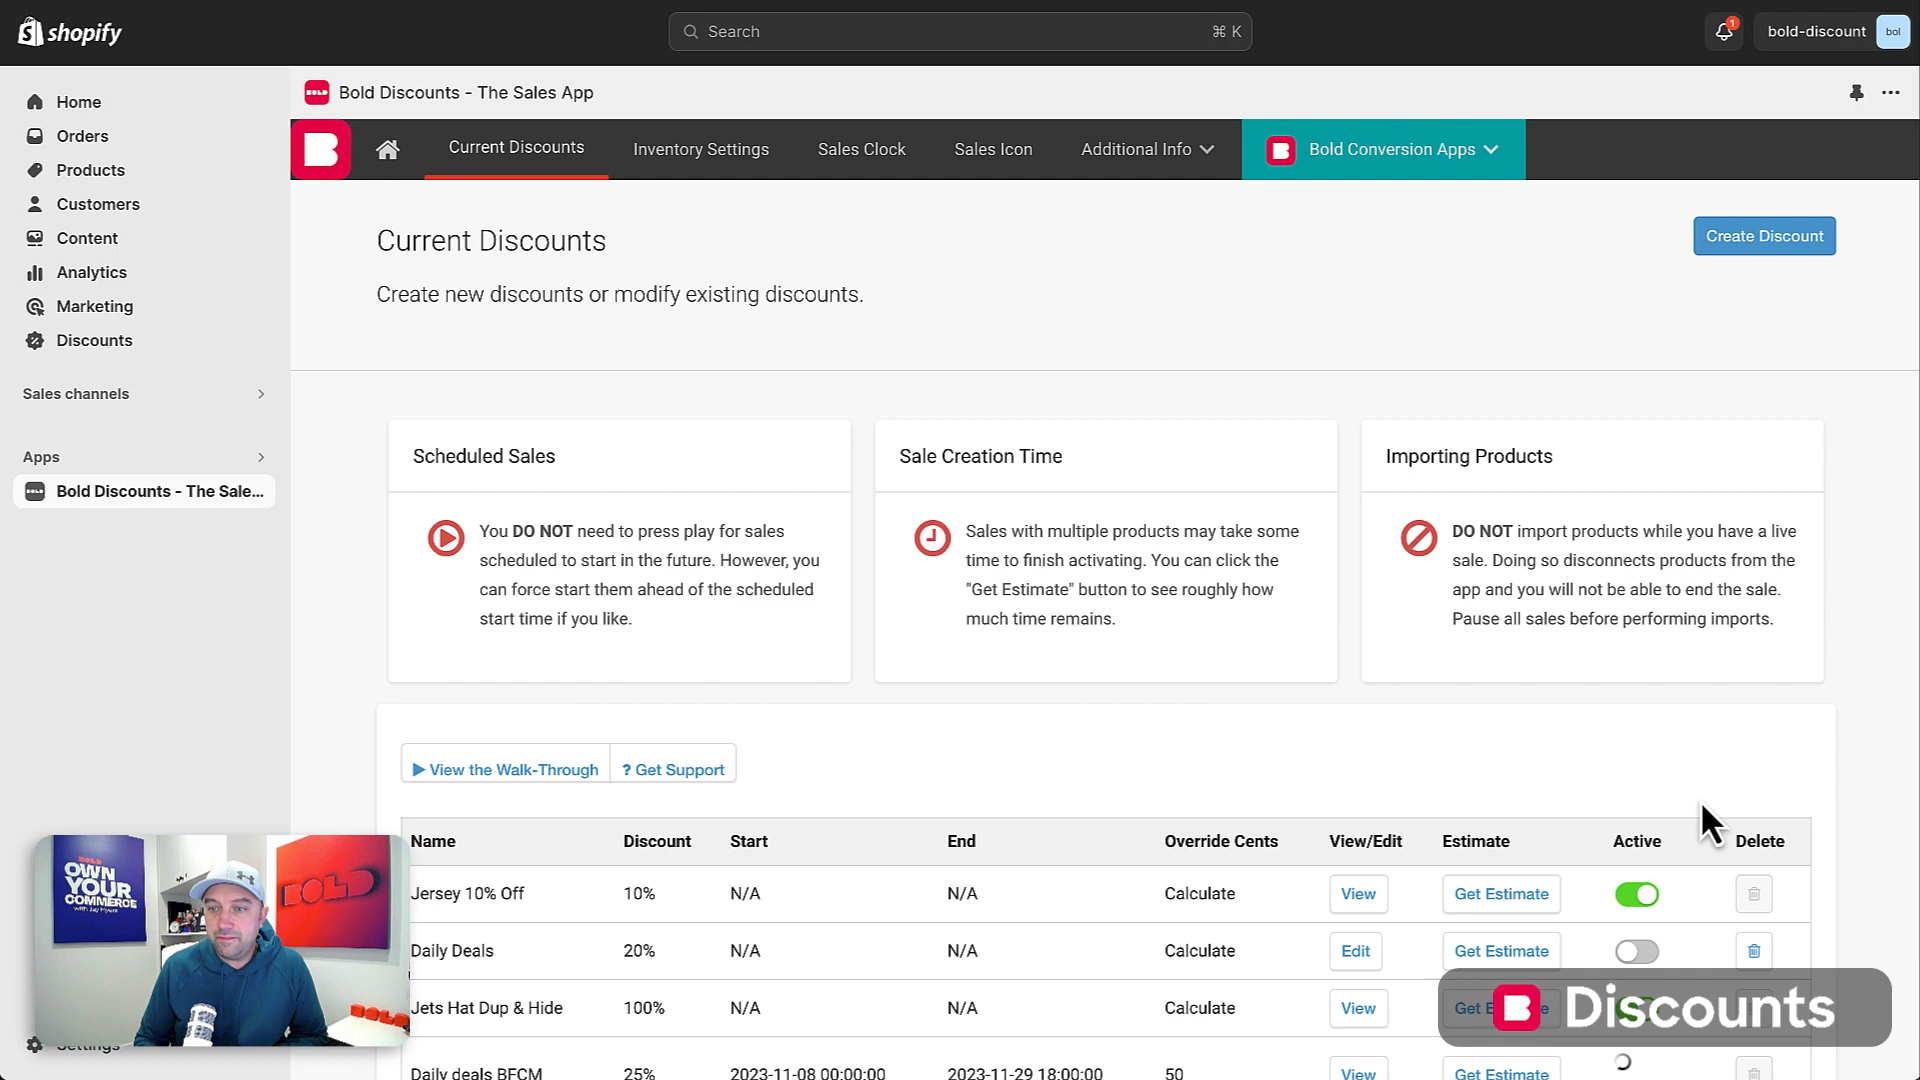 shopify
Search
⌘ K
1
bold-discount
bol
Home
Orders
Products
Customers
Content
Analytics
Marketing
Discounts
Sales channels
Apps
Bold Discounts - The Sale...
Settings
BOLD
Bold Discounts - The Sales App
B
Current Discounts
Inventory Settings
Sales Clock
Sales Icon
Additional Info
B
Bold Conversion Apps
Current Discounts
Create Discount
Create new discounts or modify existing discounts.
Scheduled Sales
You DO NOT need to press play for sales
scheduled to start in the future. However, you
can force start them ahead of the scheduled
start time if you like.
Sale Creation Time
Sales with multiple products may take some
time to finish activating. You can click the
"Get Estimate" button to see roughly how
much time remains.
Importing Products
DO NOT import products while you have a live
sale. Doing so disconnects products from the
app and you will not be able to end the sale.
Pause all sales before performing imports.
View the Walk-Through
? Get Support
Name Discount Start End Override Cents View/Edit Estimate Active Delete
Jersey 10% Off 10% N/A N/A Calculate View Get Estimate
Daily Deals 20% N/A N/A Calculate Edit Get Estimate
Jets Hat Dup & Hide 100% N/A N/A Calculate View Get e
Daily deals BFCM 25% 2023-11-08 00:00:00 2023-11-29 18:00:00 50 View Get Estimate
BOLD
OWN
YOUR
COMMERCE
with Jay Myers
BOLD
BOLD
B Discounts